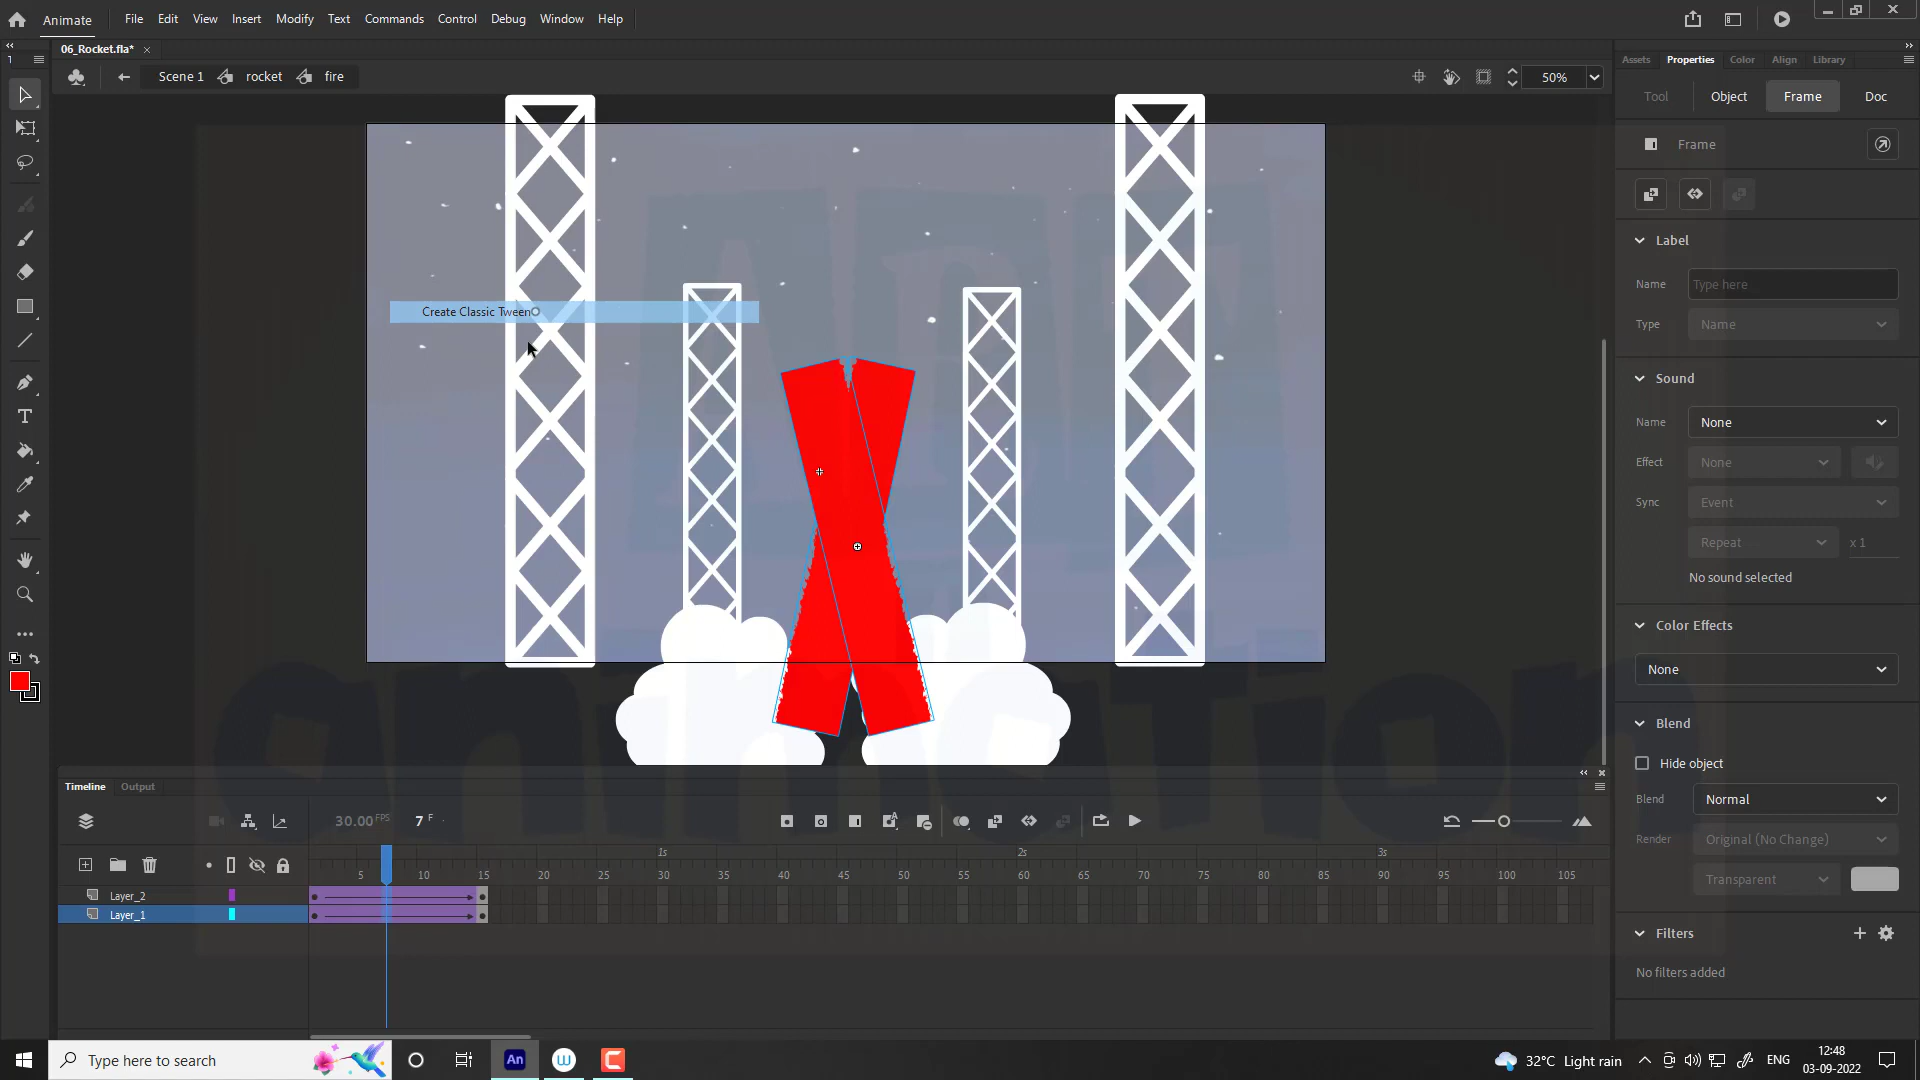 Animate File Edit View Insert Modify Text Commands Control Debug Window Help
06_Rocket.fla* ×
Scene 1 rocket fire 50%
Assets Properties Color Align Library
Tool Object Frame Doc
Frame
Label
Name Type here
Type Name
Create Classic Tween
Sound
Name None
Effect None
Sync Event
Repeat x 1
No sound selected
Color Effects
None
Blend
Hide object
Blend Normal
Render Original (No Change)
Transparent
Filters
No filters added
animation
Timeline Output
30.00 FPS 7 F
1s 2s 3s
5 10 15 20 25 30 35 40 45 50 55 60 65 70 75 80 85 90 95 100 105
Layer_2
Layer_1
Type here to search An W C 32°C Light rain ENG 12:48
03-09-2022